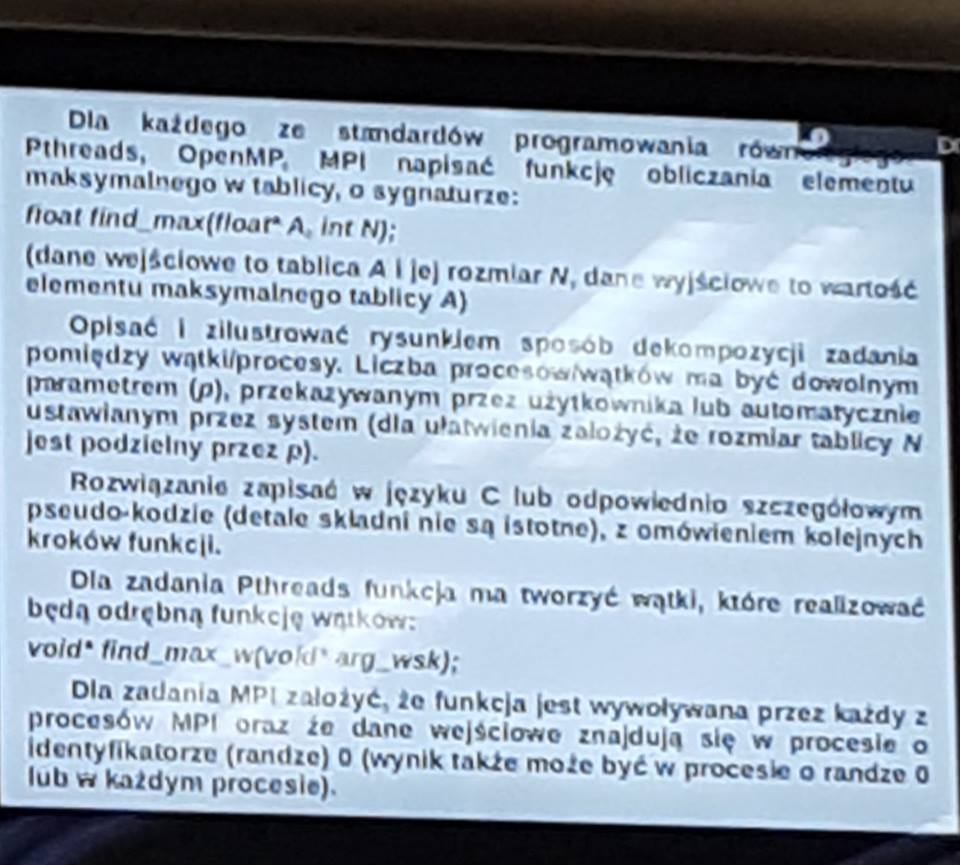 Dla każdego ze standardów programowania równoległego:
Pthreads, OpenMP, MPI napisać funkcję obliczania elementu
maksymalnego w tablicy, o sygnaturze:
float find_max(float* A, int N);
(dane wejściowe to tablica A i jej rozmiar N, dane wyjściowe to wartość
elementu maksymalnego tablicy A)
Opisać i zilustrować rysunkiem sposób dekompozycji zadania
pomiędzy wątki/procesy. Liczba procesów/wątków ma być dowolnym
parametrem (p), przekazywanym przez użytkownika lub automatycznie
ustawianym przez system (dla ułatwienia założyć, że rozmiar tablicy N
jest podzielny przez p).
Rozwiązanie zapisać w języku C lub odpowiednio szczegółowym
pseudo-kodzie (detale składni nie są istotne), z omówieniem kolejnych
kroków funkcji.
Dla zadania Pthreads funkcja ma tworzyć wątki, które realizować
będą odrębną funkcję wątków:
void* find_max_w(void* arg_wsk);
Dla zadania MPI założyć, że funkcja jest wywoływana przez każdy z
procesów MPI oraz że dane wejściowe znajdują się w procesie o
identyfikatorze (randze) 0 (wynik także może być w procesie o randze 0
lub w każdym procesie).